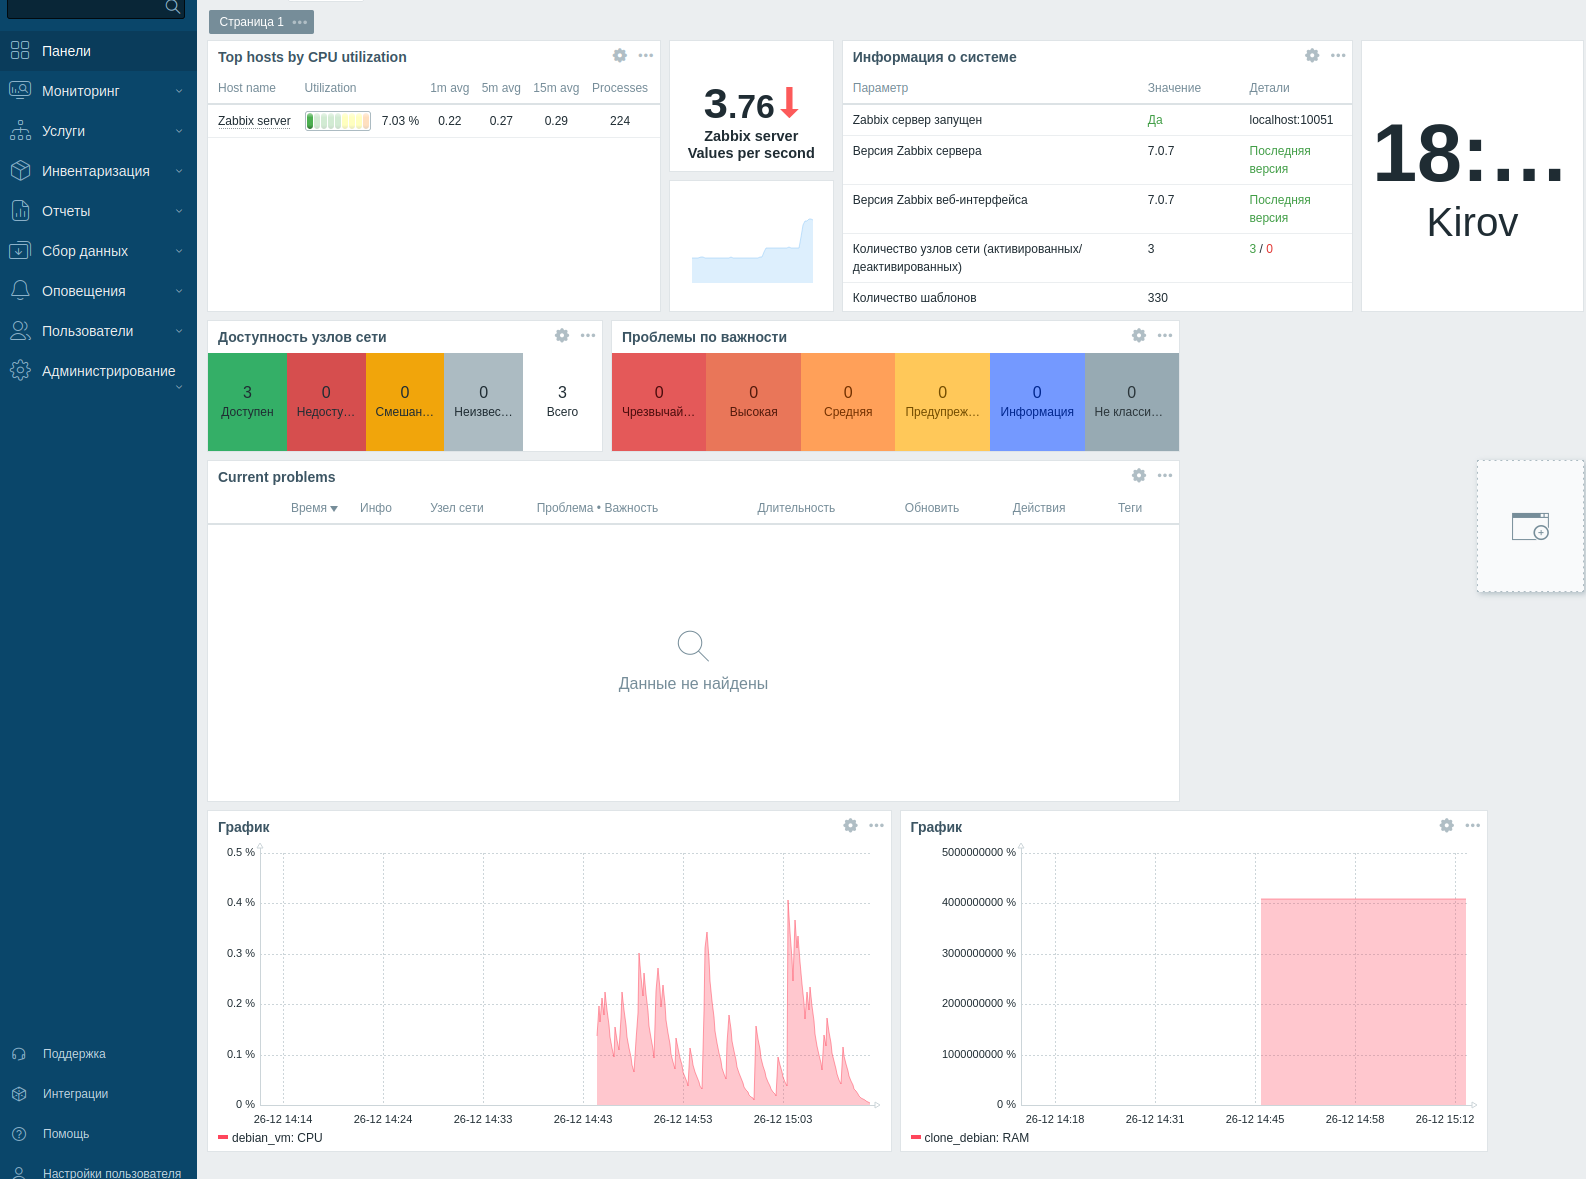 Панели
Мониторинг
Услуги
Инвентаризация
Отчеты
Сбор данных
Оповещения
Пользователи
Администрирование
Поддержка
Интеграции
Помощь
Настройки пользователя
Страница 1
Top hosts by CPU utilization
Host name Utilization 1m avg 5m avg 15m avg Processes
Zabbix server 7.03 % 0.22 0.27 0.29 224
3.76
Zabbix server
Values per second
Информация о системе
Параметр Значение Детали
Zabbix сервер запущен Да localhost:10051
Версия Zabbix сервера 7.0.7 Последняя
версия
Версия Zabbix веб-интерфейса 7.0.7 Последняя
версия
Количество узлов сети (активированных/ 3 3 / 0
деактивированных)
Количество шаблонов 330
18:...
Kirov
Доступность узлов сети
3 0 0 0 3
Доступен Недосту... Смешан... Неизвес... Всего
Проблемы по важности
0 0 0 0 0 0
Чрезвычай... Высокая Средняя Предупреж... Информация Не класси...
Current problems
Время Инфо Узел сети Проблема • Важность Длительность Обновить Действия Теги
Данные не найдены
График
0.5 %
0.4 %
0.3 %
0.2 %
0.1 %
0 %
26-12 14:14 26-12 14:24 26-12 14:33 26-12 14:43 26-12 14:53 26-12 15:03
debian_vm: CPU
График
5000000000 %
4000000000 %
3000000000 %
2000000000 %
1000000000 %
0 %
26-12 14:18 26-12 14:31 26-12 14:45 26-12 14:58 26-12 15:12
clone_debian: RAM